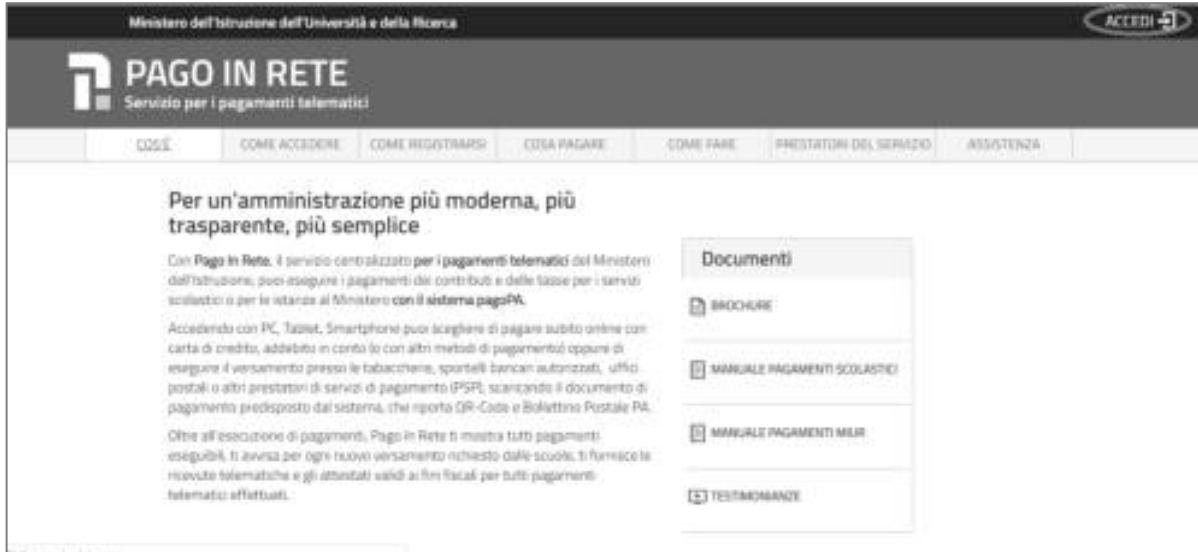 Ministero dell'Istruzione dell'Università e della Ricerca
ACCEDI
PAGO IN RETE
Servizio per i pagamenti telematici
COS'È
COME ACCEDERE
COME REGISTRARSI
COSA PAGARE
COME FARE
PRESTATORI DEL SERVIZIO
ASSISTENZA
Per un'amministrazione più moderna, più
trasparente, più semplice
Con Pago In Rete, il servizio centralizzato per i pagamenti telematici del Ministero
dell'Istruzione, puoi eseguire i pagamenti dei contributi e delle tasse per i servizi
scolastici o per le istanze al Ministero con il sistema pagoPA.
Accedendo con PC, Tablet, Smartphone puoi scegliere di pagare subito online con
carta di credito, addebito in conto (o con altri metodi di pagamento) oppure di
eseguire il versamento presso le tabaccherie, sportelli bancari autorizzati, uffici
postali o altri prestatori di servizi di pagamento (PSP), scaricando il documento di
pagamento predisposto dal sistema, che riporta QR-Code e Bollettino Postale PA.
Oltre all'esecuzione di pagamenti, Pago In Rete ti mostra tutti pagamenti
eseguibili, ti avvisa per ogni nuovo versamento richiesto dalle scuole, ti fornisce le
ricevute telematiche e gli attestati validi ai fini fiscali per tutti pagamenti
telematici effettuati.
Documenti
BROCHURE
MANUALE PAGAMENTI SCOLASTICI
MANUALE PAGAMENTI MIUR
TESTIMONIANZE